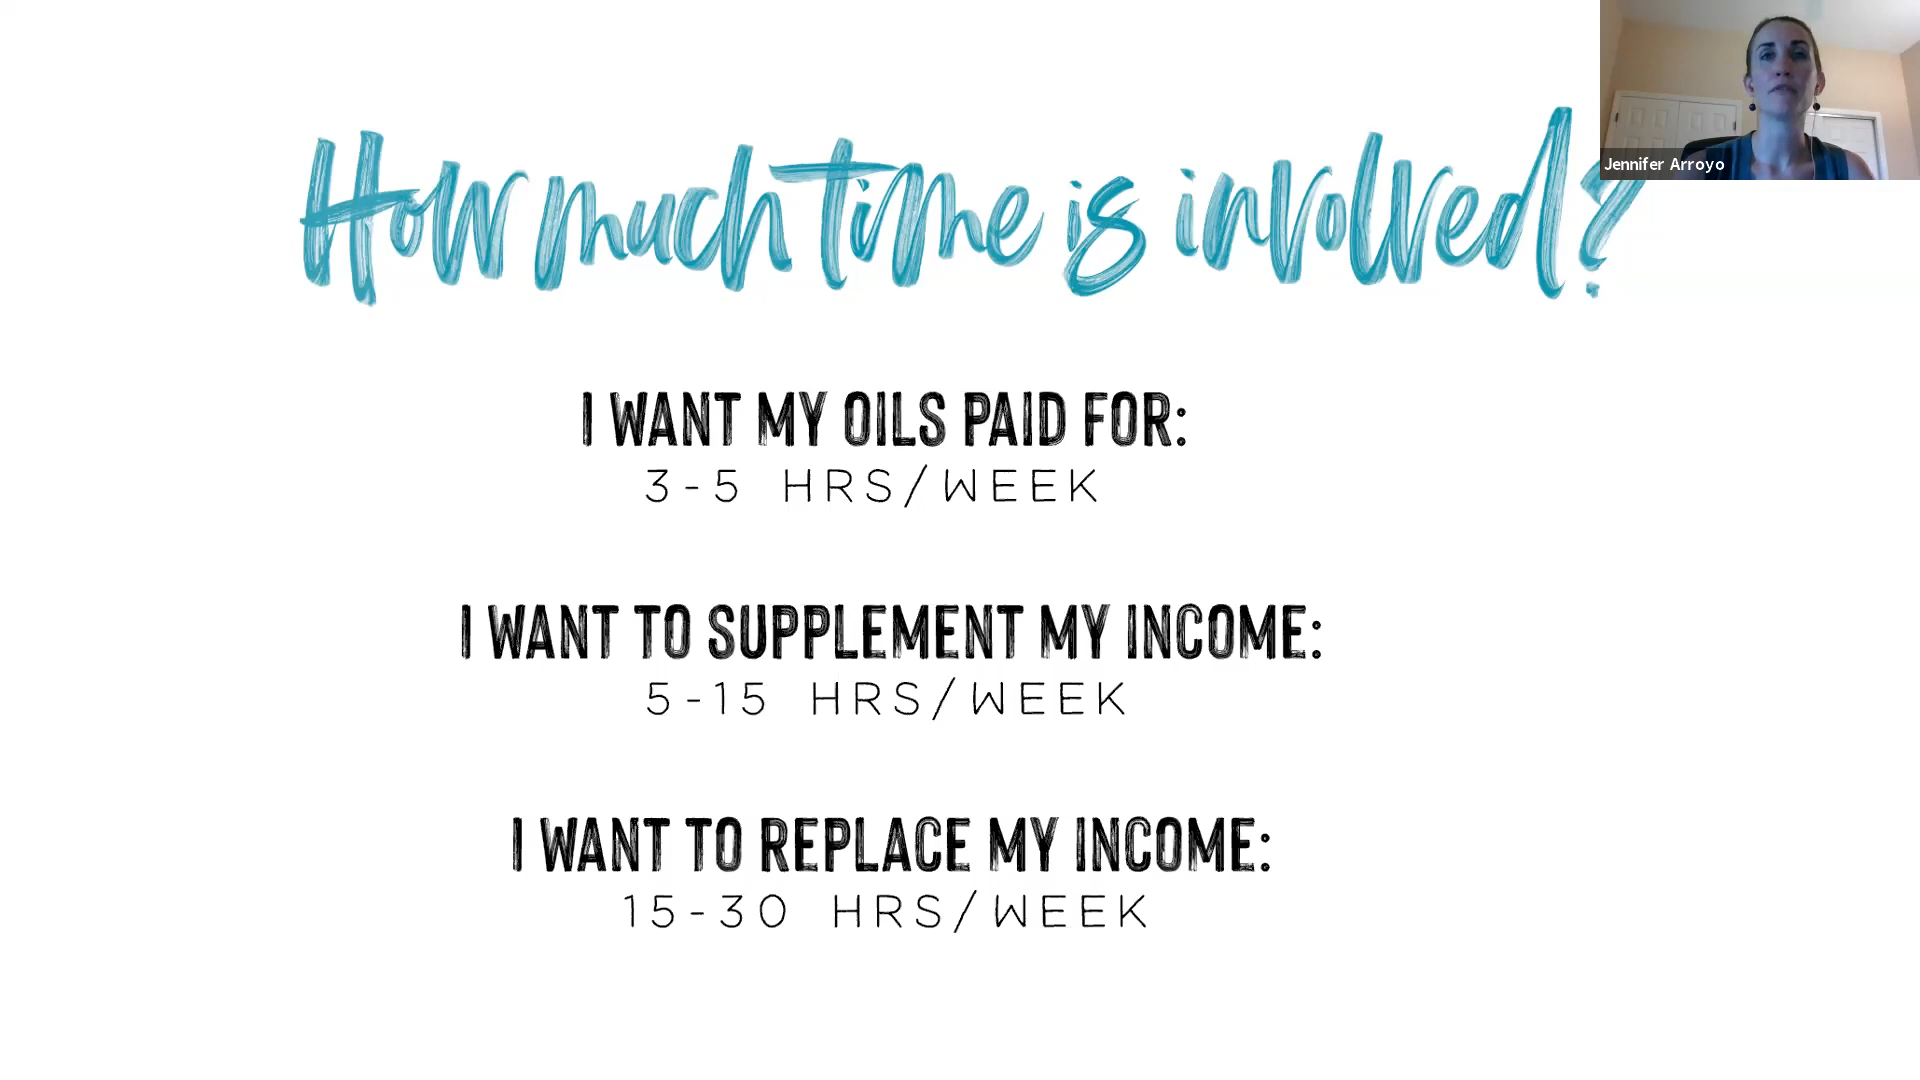 How much time is involved?
Jennifer Arroyo
I WANT MY OILS PAID FOR:
3-5 HRS/WEEK
I WANT TO SUPPLEMENT MY INCOME:
5-15 HRS/WEEK
I WANT TO REPLACE MY INCOME:
15-30 HRS/WEEK